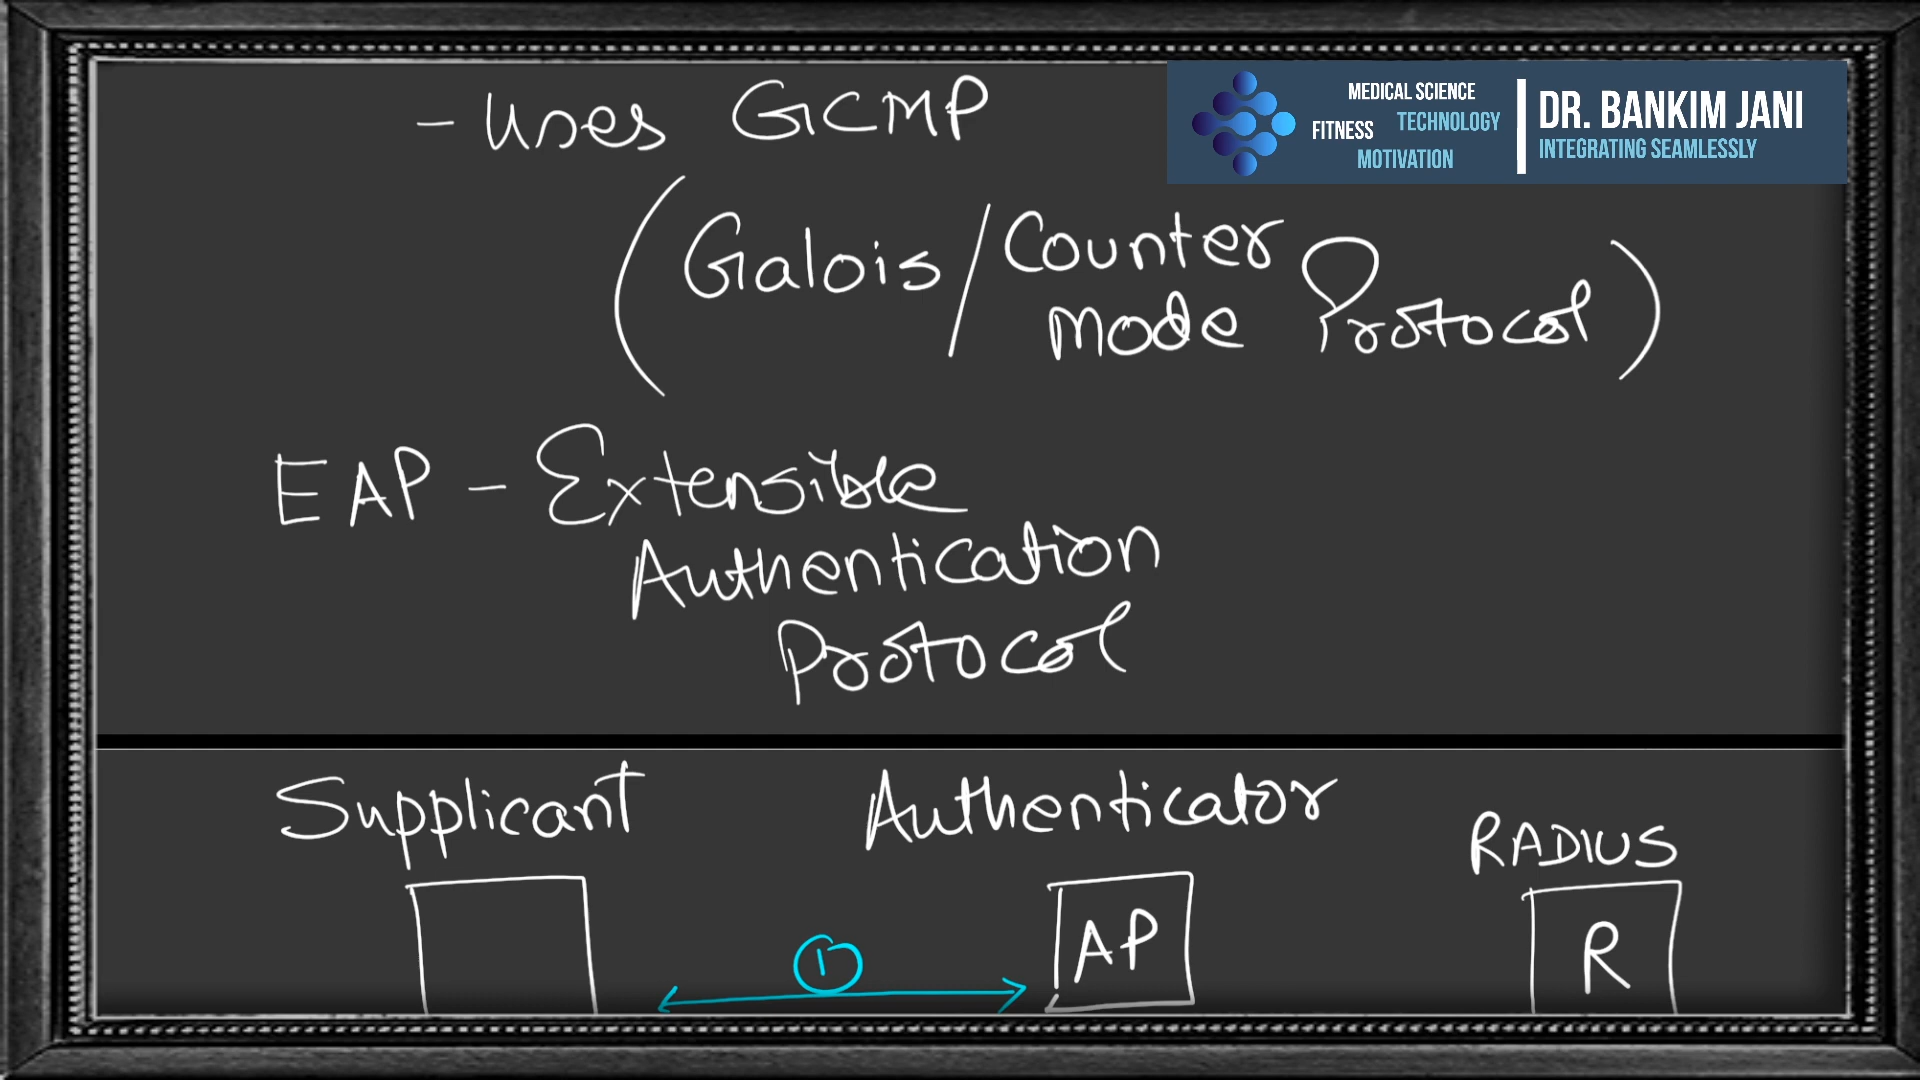 - Uses GCMP
MEDICAL SCIENCE
FITNESS TECHNOLOGY
MOTIVATION
DR. BANKIM JANI
INTEGRATING SEAMLESSLY
(Galois/Counter
mode Protocol)
EAP - Extensible
Authentication
Protocol
Supplicant Authenticator RADIUS
1 AP R